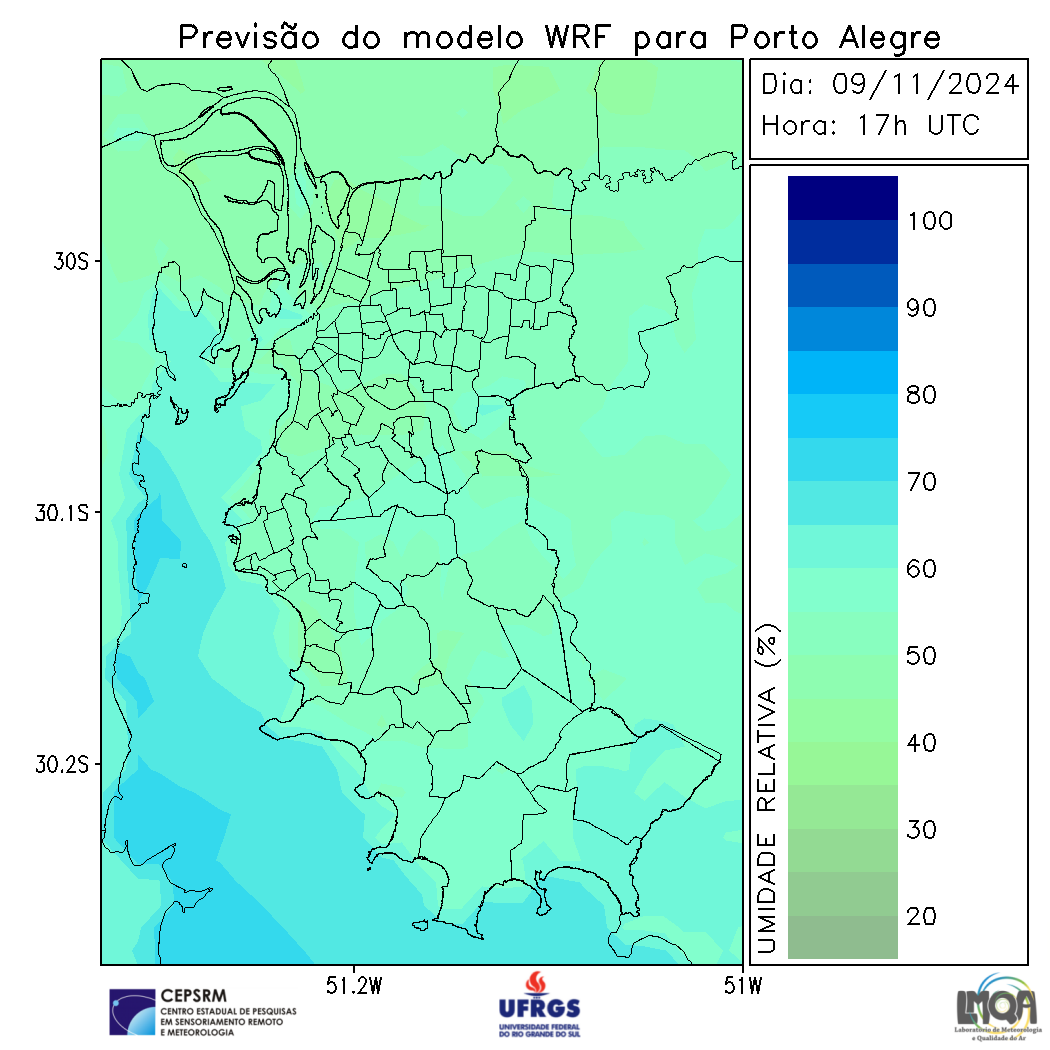 Previsão do modelo WRF para Porto Alegre
Dia: 09/11/2024
Hora: 17h UTC
30S
30.1S
30.2S
51.2W
51W
UMIDADE RELATIVA (%)
100
90
80
70
60
50
40
30
20
CEPSRM
CENTRO ESTADUAL DE PESQUISAS
EM SENSORIAMENTO REMOTO
E METEOROLOGIA
UFRGS
UNIVERSIDADE FEDERAL
DO RIO GRANDE DO SUL
LMQA
Laboratório de Meteorologia
e Qualidade do Ar